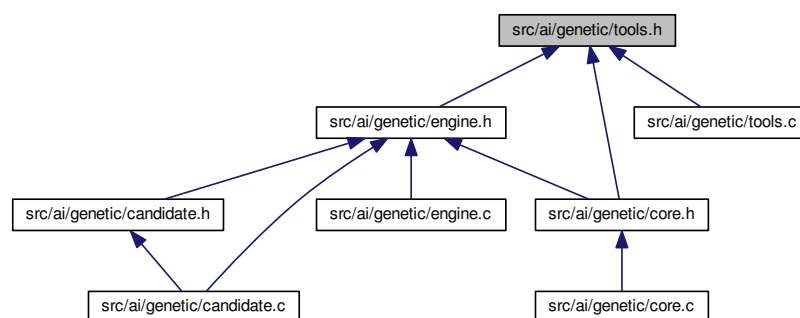 src/ai/genetic/tools.h
src/ai/genetic/engine.h
src/ai/genetic/tools.c
src/ai/genetic/candidate.h
src/ai/genetic/engine.c
src/ai/genetic/core.h
src/ai/genetic/candidate.c
src/ai/genetic/core.c